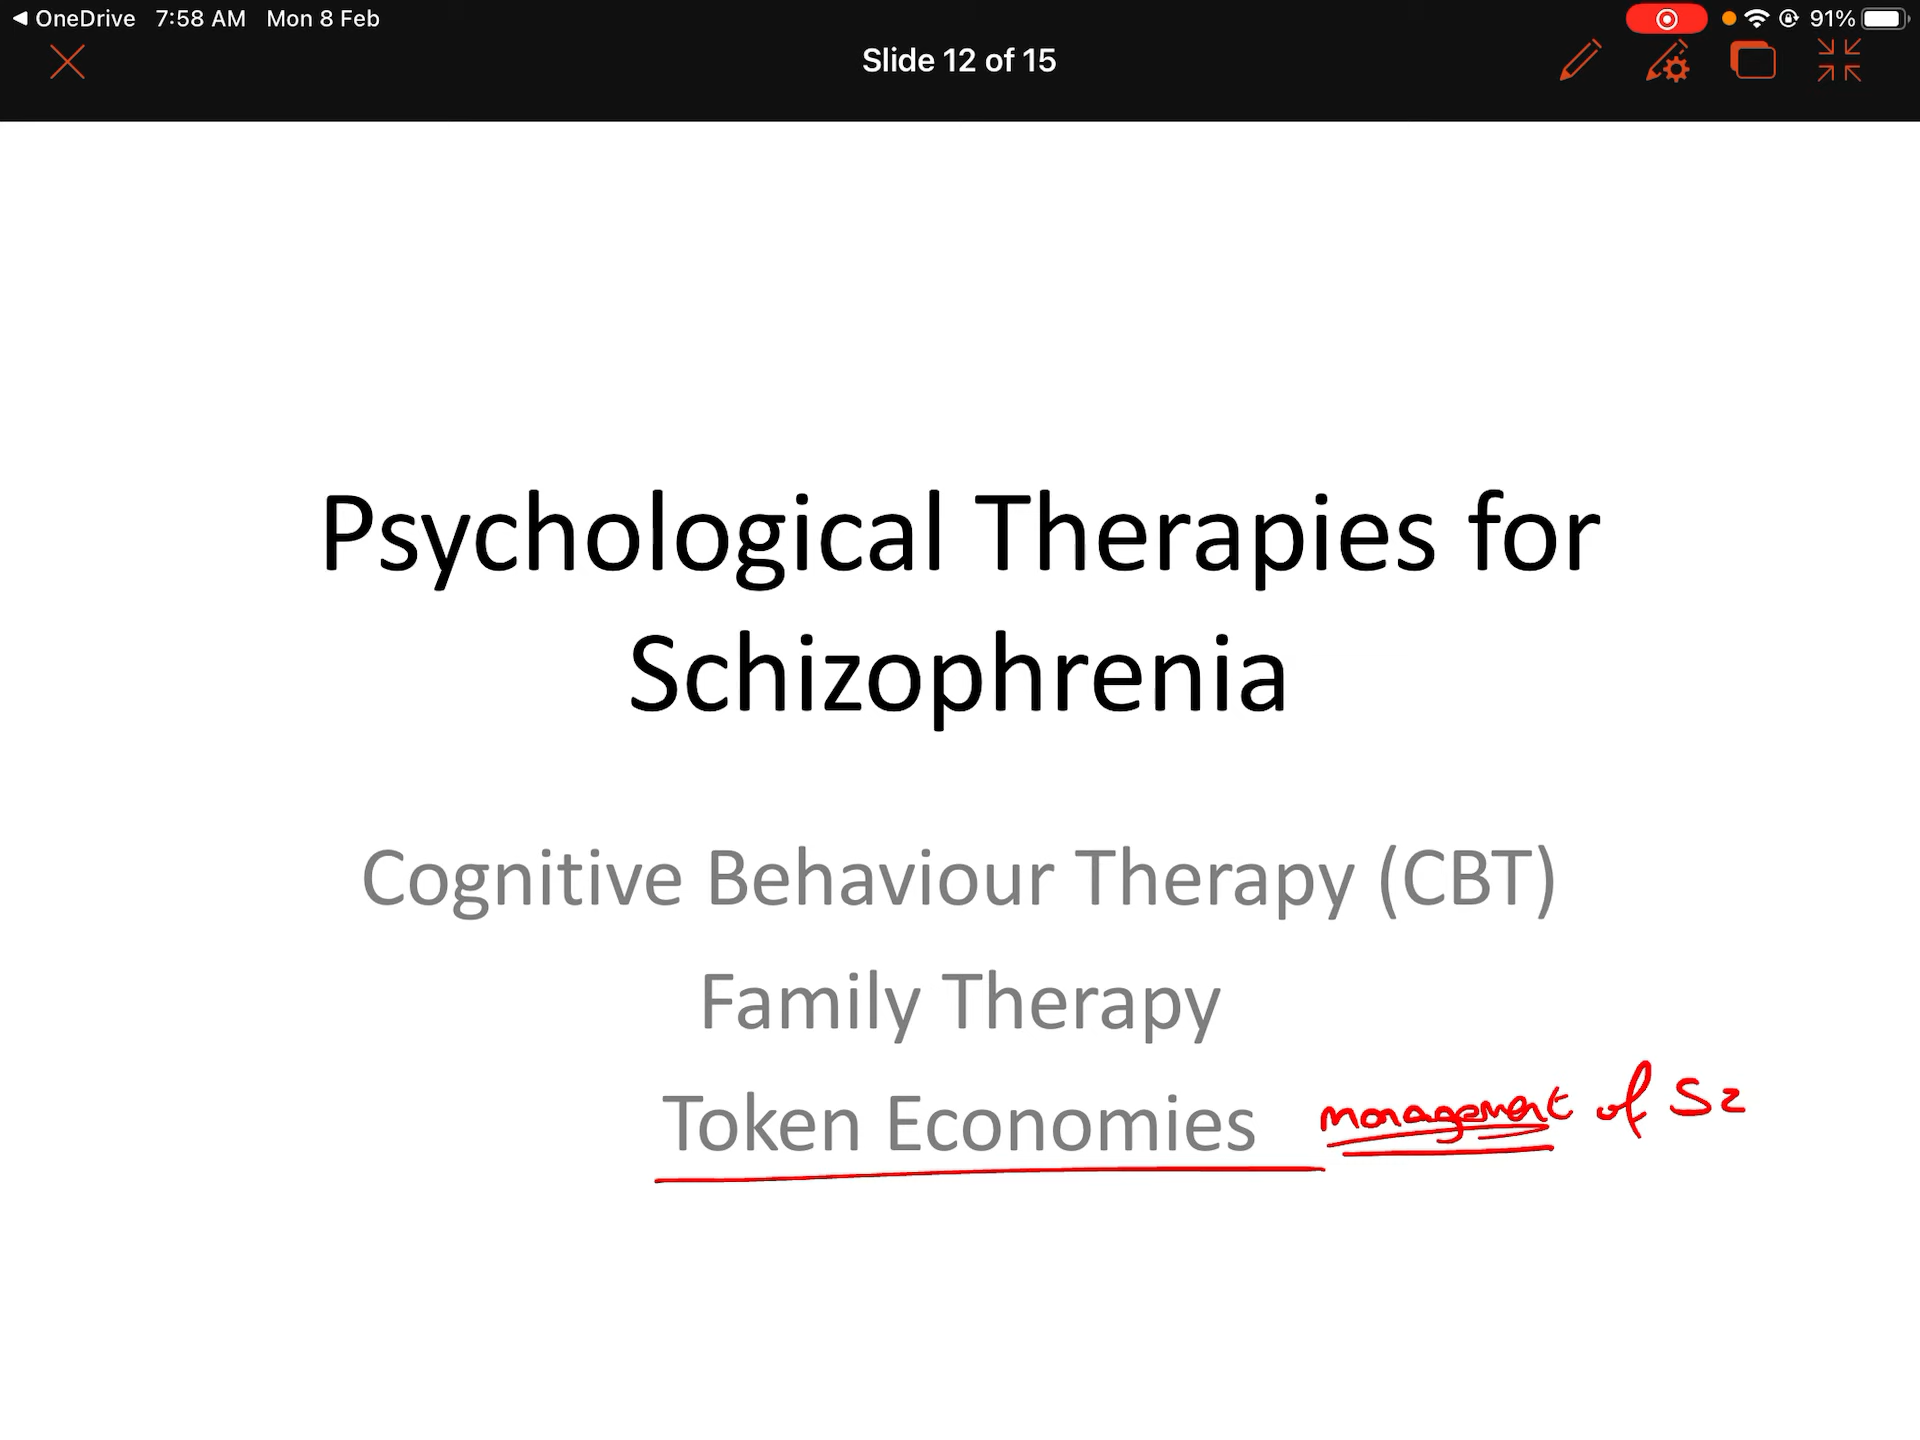 OneDrive 7:58 AM Mon 8 Feb 91%
Slide 12 of 15
Psychological Therapies for
Schizophrenia
Cognitive Behaviour Therapy (CBT)
Family Therapy
Token Economies management of Sz